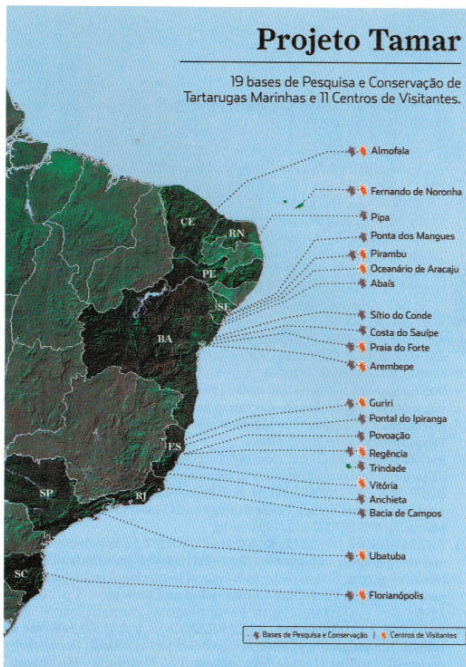 Projeto Tamar
19 bases de Pesquisa e Conservação de
Tartarugas Marinhas e 11 Centros de Visitantes.
Almofala
Fernando de Noronha
Pipa
Ponta dos Mangues
Pirambu
Oceanário de Aracaju
Abaís
Sítio do Conde
Costa do Sauípe
Praia do Forte
Arembepe
Guriri
Pontal do Ipiranga
Povoação
Regência
Trindade
Vitória
Anchieta
Bacia de Campos
Ubatuba
Florianópolis
CE
RN
PE
SE
BA
ES
SP
RJ
SC
Bases de Pesquisa e Conservação | Centros de Visitantes